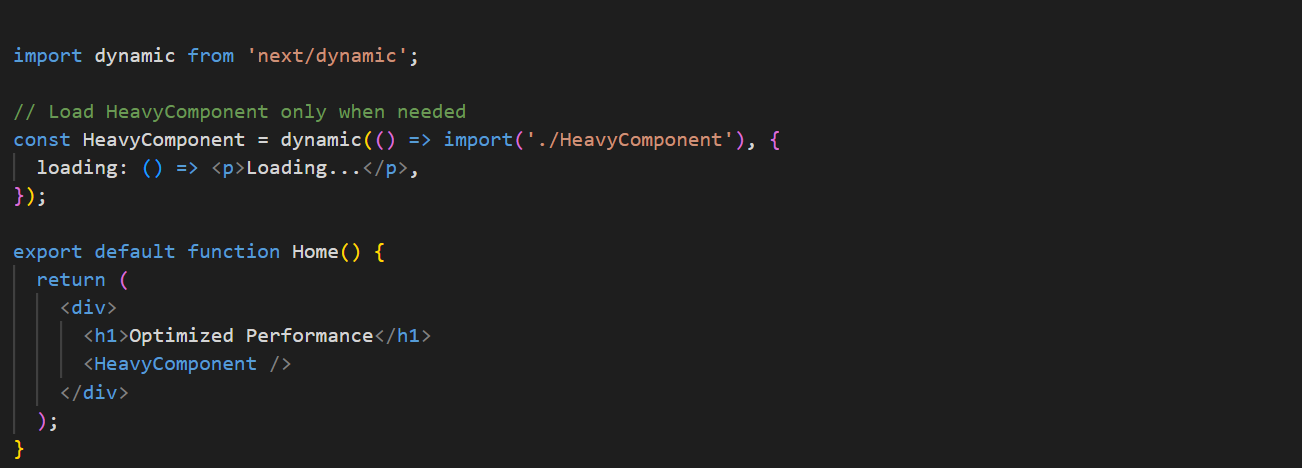 import dynamic from 'next/dynamic';
// Load HeavyComponent only when needed
const HeavyComponent = dynamic(() => import('./HeavyComponent'), {
  loading: () => <p>Loading...</p>,
});
export default function Home() {
  return (
    <div>
      <h1>Optimized Performance</h1>
      <HeavyComponent />
    </div>
  );
}